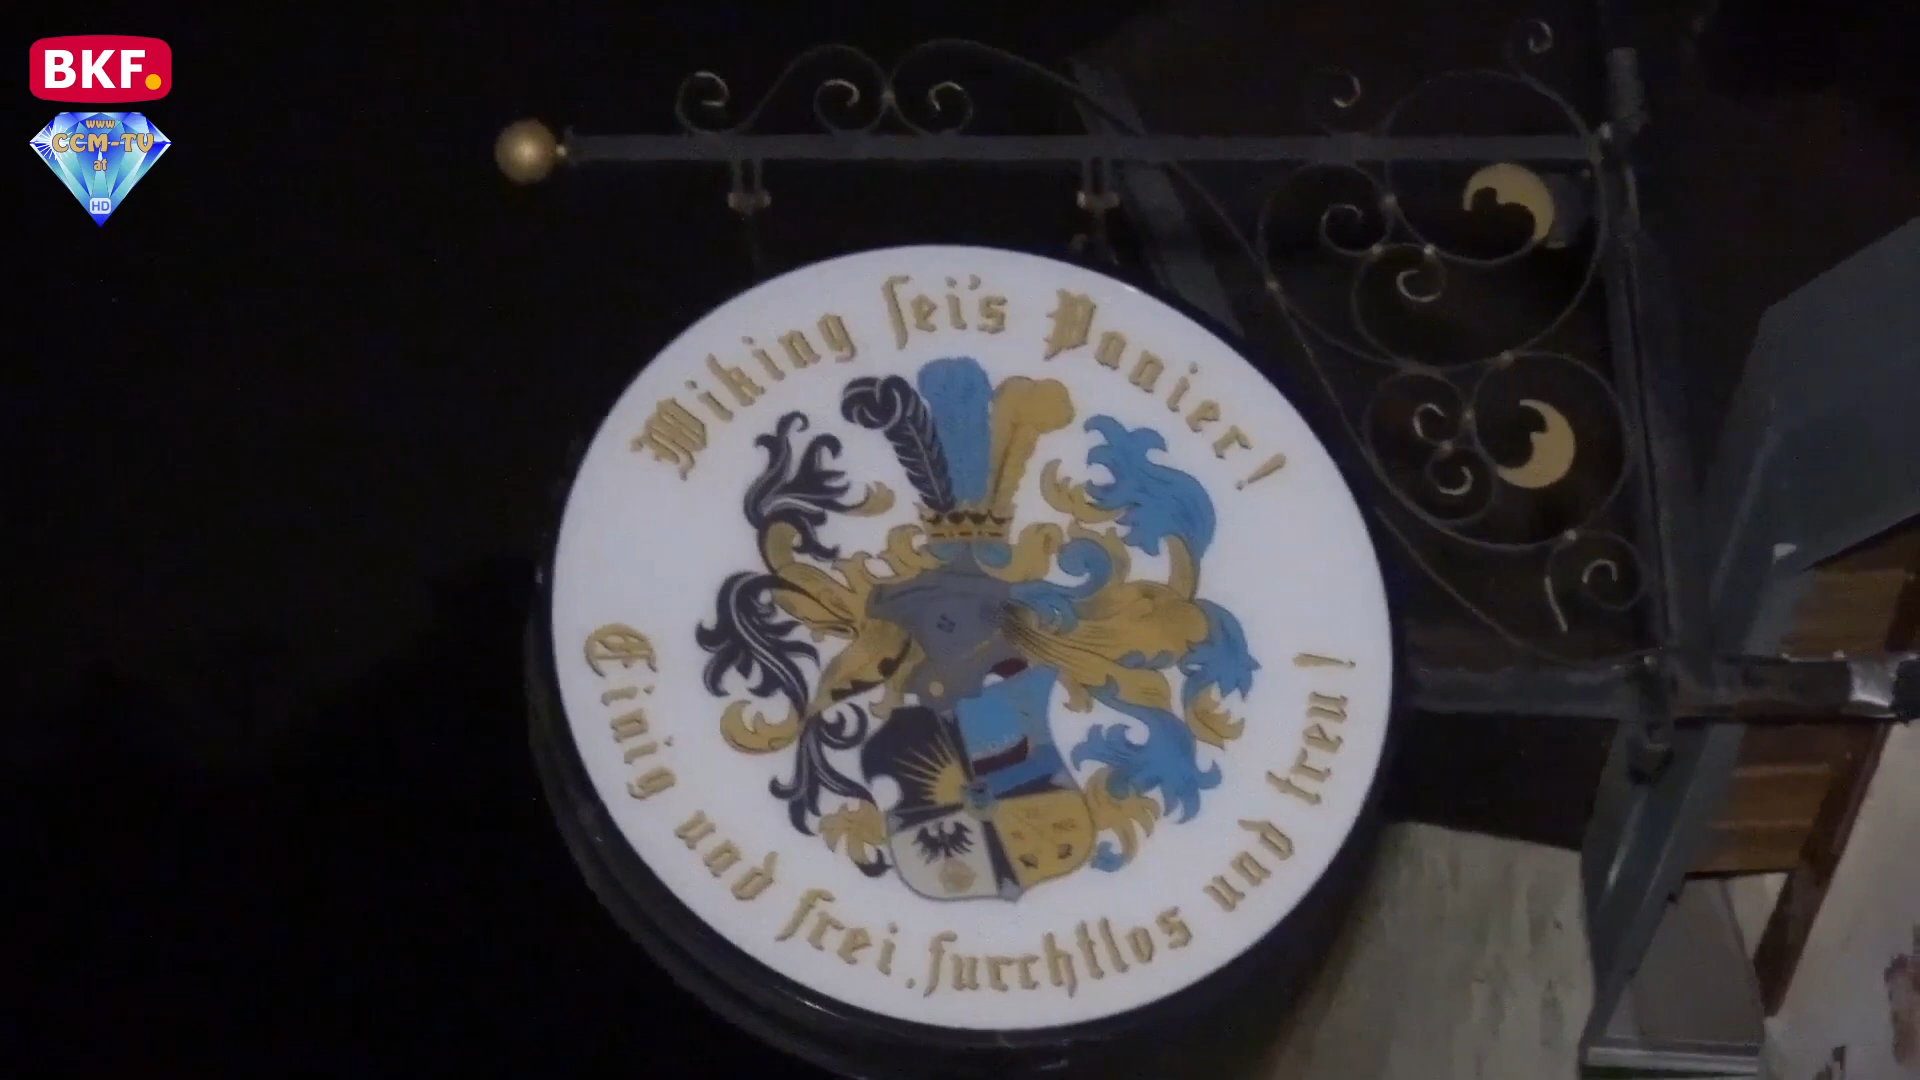 BKF.
www
CCM-TV
at
HD
Wiking sei's Panier!
Einig und frei. furchtlos und treu!